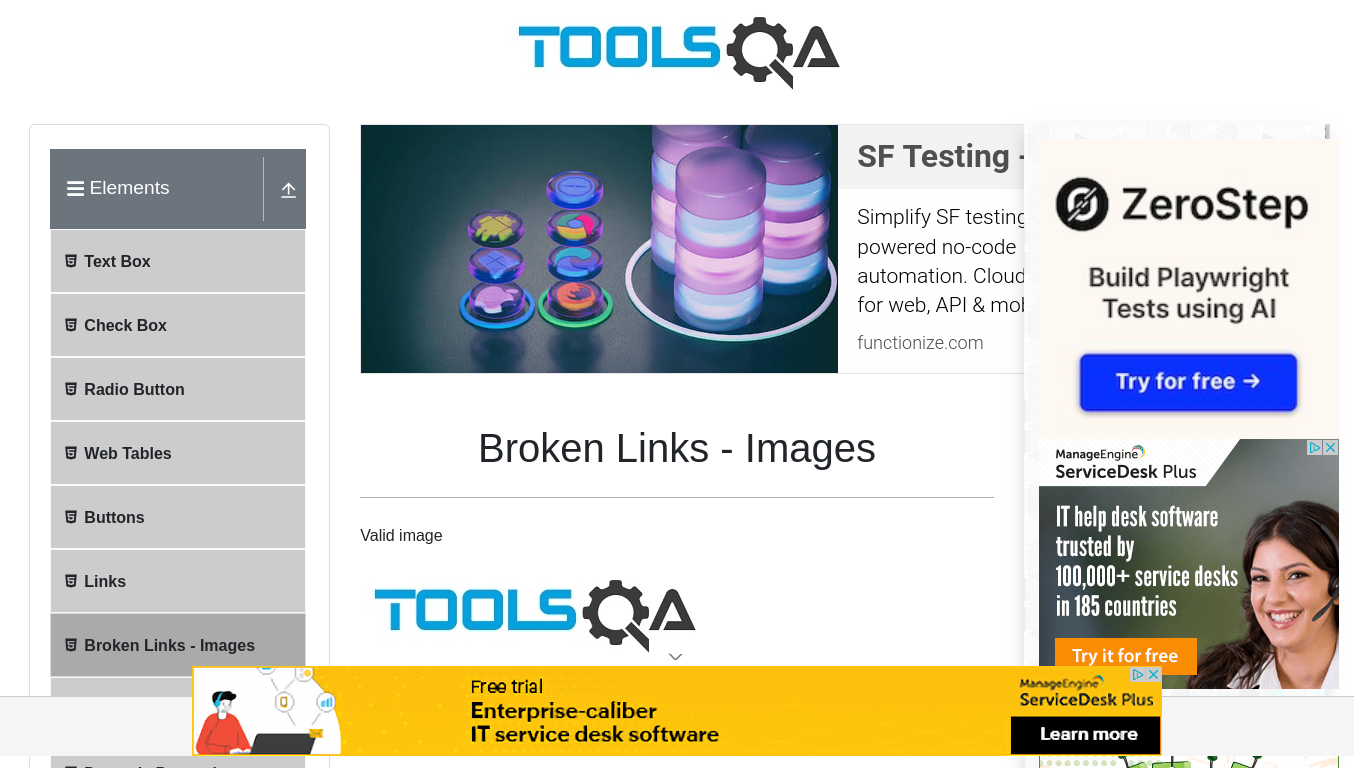 TOOLSQA
Elements
Text Box
Check Box
Radio Button
Web Tables
Buttons
Links
Broken Links - Images
SF Testing -
Simplify SF testing
powered no-code
automation. Cloud
for web, API & mob
functionize.com
Broken Links - Images
Valid image
TOOLSQA
ZeroStep
Build Playwright
Tests using AI
Try for free →
ManageEngine
ServiceDesk Plus
IT help desk software
trusted by
100,000+ service desks
in 185 countries
Try it for free
Free trial
Enterprise-caliber
IT service desk software
ManageEngine
ServiceDesk Plus
Learn more